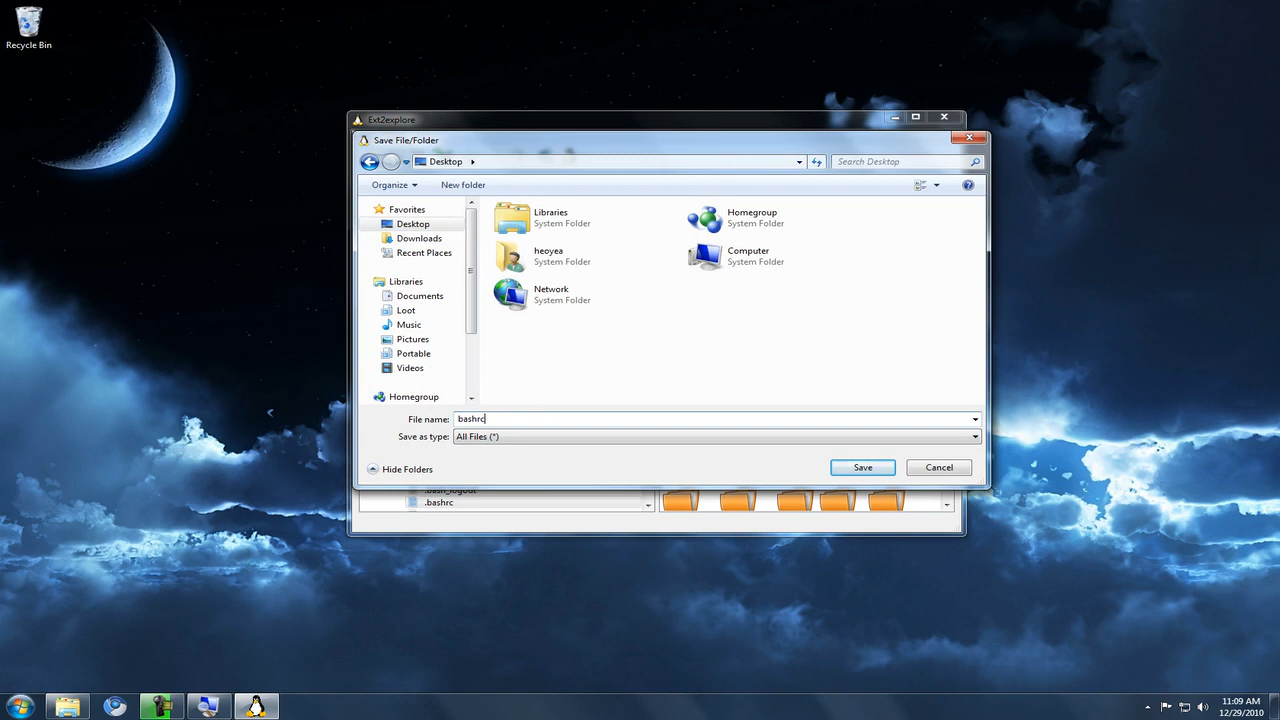 Recycle Bin
Ext2explore
Save File/Folder
Desktop
Search Desktop
Organize
New folder
Favorites
Desktop
Downloads
Recent Places
Libraries
Documents
Loot
Music
Pictures
Portable
Videos
Homegroup
Libraries
System Folder
Homegroup
System Folder
heoyea
System Folder
Computer
System Folder
Network
System Folder
File name: bashrc
Save as type: All Files (*)
Hide Folders
Save
Cancel
.bash_logout
.bashrc
11:09 AM
12/29/2010